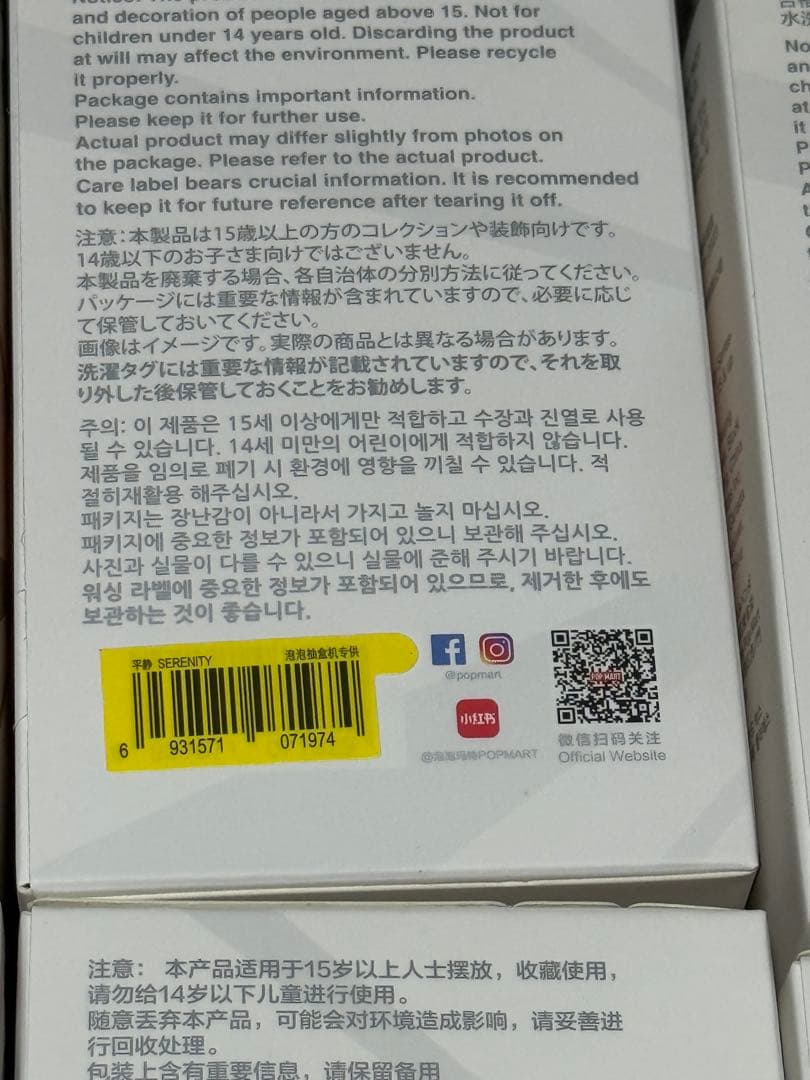 and decoration of people aged above 15. Not for
children under 14 years old. Discarding the product
at will may affect the environment. Please recycle
it properly.
Package contains important information.
Please keep it for further use.
Actual product may differ slightly from photos on
the package. Please refer to the actual product.
Care label bears crucial information. It is recommended
to keep it for future reference after tearing it off.
注意:本製品は15歳以上の方のコレクションや装飾向けです。
14歳以下のお子さま向けではございません。
本製品を廃棄する場合、各自治体の分別方法に従ってください。
パッケージには重要な情報が含まれていますので、必要に応じ
て保管しておいてください。
画像はイメージです。実際の商品とは異なる場合があります。
洗濯タグには重要な情報が記載されていますので、それを取
り外した後保管しておくことをお勧めします。
주의: 이 제품은 15세 이상에게만 적합하고 수장과 진열로 사용
될 수 있습니다. 14세 미만의 어린이에게 적합하지 않습니다.
제품을 임의로 폐기 시 환경에 영향을 끼칠 수 있습니다. 적
절히재활용 해주십시오.
패키지는 장난감이 아니라서 가지고 놀지 마십시오.
패키지에 중요한 정보가 포함되어 있으니 보관해 주십시오.
사진과 실물이 다를 수 있으니 실물에 준해 주시기 바랍니다.
워싱 라벨에 중요한 정보가 포함되어 있으므로, 제거한 후에도
보관하는 것이 좋습니다.
平静 SERENITY 泡泡抽盒机专供
6 931571 071974
@popmart
小红书
@泡泡玛特POPMART
POP MART
微信扫码关注
Official Website
注意： 本产品适用于15岁以上人士摆放，收藏使用，
请勿给14岁以下儿童进行使用。
随意丢弃本产品，可能会对环境造成影响，请妥善进
行回收处理。
包装上含有重要信息，请保留备用